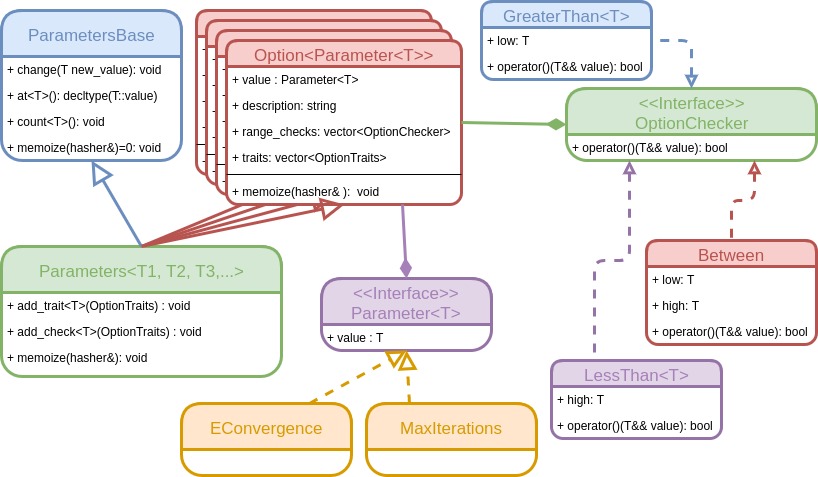 ParametersBase
+ change(T new_value): void
+ at<T>(): decltype(T::value)
+ count<T>(): void
+ memoize(hasher&)=0: void
Option<Parameter<T>>
+ value : Parameter<T>
+ description: string
+ range_checks: vector<OptionChecker>
+ traits: vector<OptionTraits>
+ memoize(hasher& ): void
GreaterThan<T>
+ low: T
+ operator()(T&& value): bool
<<Interface>>
OptionChecker
+ operator()(T&& value): bool
Parameters<T1, T2, T3,...>
+ add_trait<T>(OptionTraits) : void
+ add_check<T>(OptionTraits) : void
+ memoize(hasher&): void
<<Interface>>
Parameter<T>
+ value : T
Between
+ low: T
+ high: T
+ operator()(T&& value): bool
LessThan<T>
+ high: T
+ operator()(T&& value): bool
EConvergence
MaxIterations